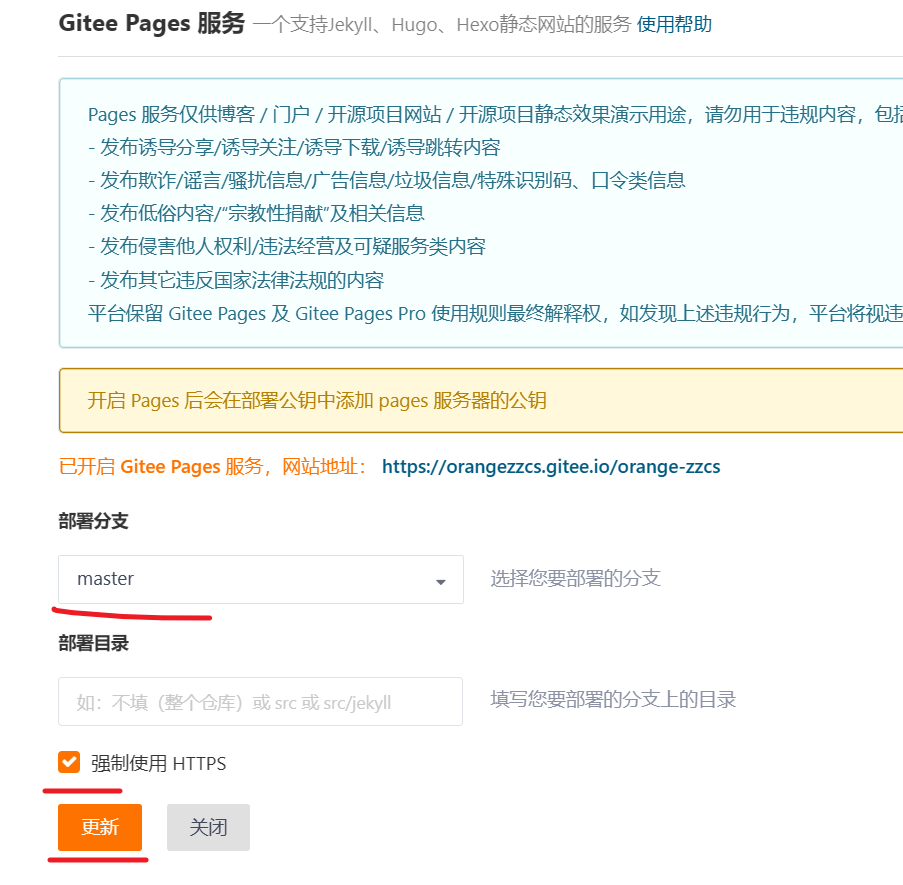 Gitee Pages 服务 一个支持Jekyll、Hugo、Hexo静态网站的服务 使用帮助
Pages 服务仅供博客 / 门户 / 开源项目网站 / 开源项目静态效果演示用途，请勿用于违规内容，包括
- 发布诱导分享/诱导关注/诱导下载/诱导跳转内容
- 发布欺诈/谣言/骚扰信息/广告信息/垃圾信息/特殊识别码、口令类信息
- 发布低俗内容/“宗教性捐献”及相关信息
- 发布侵害他人权利/违法经营及可疑服务类内容
- 发布其它违反国家法律法规的内容
平台保留 Gitee Pages 及 Gitee Pages Pro 使用规则最终解释权，如发现上述违规行为，平台将视违
开启 Pages 后会在部署公钥中添加 pages 服务器的公钥
已开启 Gitee Pages 服务，网站地址： https://orangezzcs.gitee.io/orange-zzcs
部署分支
master 选择您要部署的分支
部署目录
如：不填（整个仓库）或 src 或 src/jekyll 填写您要部署的分支上的目录
强制使用 HTTPS
更新 关闭